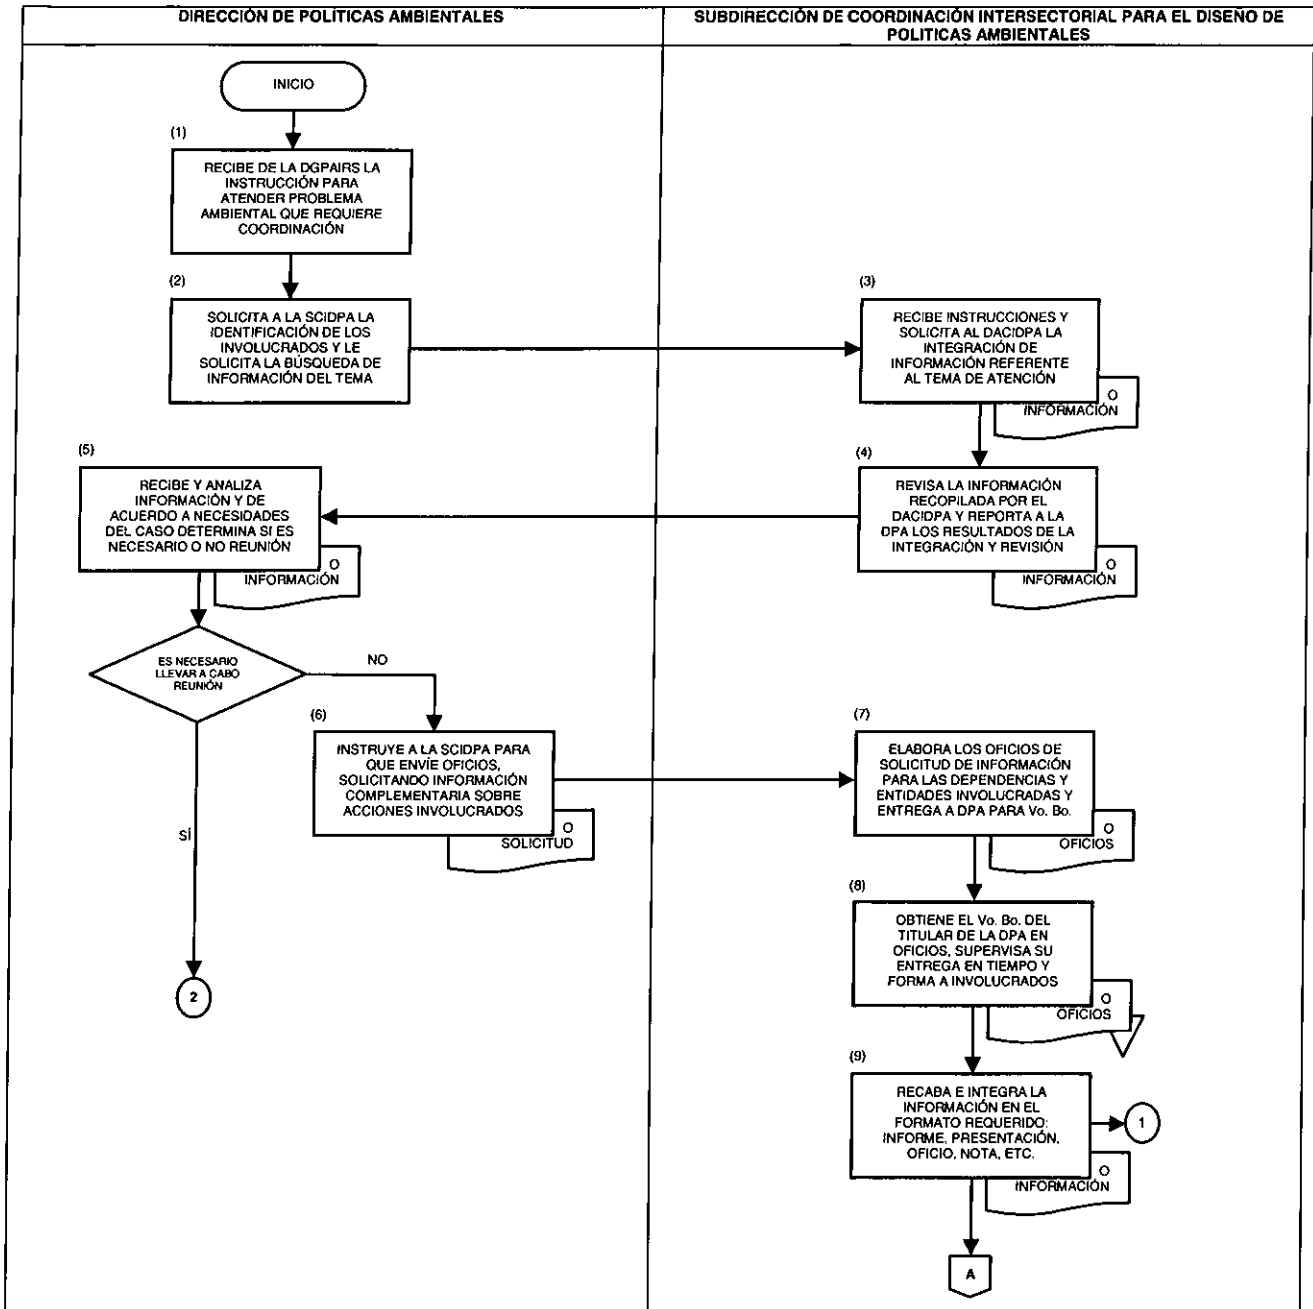 DIRECCIÓN DE POLÍTICAS AMBIENTALES
SUBDIRECCIÓN DE COORDINACIÓN INTERSECTORIAL PARA EL DISEÑO DE
POLITICAS AMBIENTALES
INICIO
(1)
RECIBE DE LA DGPAIRS LA
INSTRUCCIÓN PARA
ATENDER PROBLEMA
AMBIENTAL QUE REQUIERE
COORDINACIÓN
(2)
SOLICITA A LA SCIDPA LA
IDENTIFICACIÓN DE LOS
INVOLUCRADOS Y LE
SOLICITA LA BÚSQUEDA DE
INFORMACIÓN DEL TEMA
(3)
RECIBE INSTRUCCIONES Y
SOLICITA AL DACIDPA LA
INTEGRACIÓN DE
INFORMACIÓN REFERENTE
AL TEMA DE ATENCIÓN
O
INFORMACIÓN
(4)
REVISA LA INFORMACIÓN
RECOPILADA POR EL
DACIDPA Y REPORTA A LA
DPA LOS RESULTADOS DE LA
INTEGRACIÓN Y REVISIÓN
O
INFORMACIÓN
(5)
RECIBE Y ANALIZA
INFORMACIÓN Y DE
ACUERDO A NECESIDADES
DEL CASO DETERMINA SI ES
NECESARIO O NO REUNIÓN
O
INFORMACIÓN
ES NECESARIO
LLEVAR A CABO
REUNIÓN
NO
SÍ
2
(6)
INSTRUYE A LA SCIDPA PARA
QUE ENVÍE OFICIOS,
SOLICITANDO INFORMACIÓN
COMPLEMENTARIA SOBRE
ACCIONES INVOLUCRADOS
O
SOLICITUD
(7)
ELABORA LOS OFICIOS DE
SOLICITUD DE INFORMACIÓN
PARA LAS DEPENDENCIAS Y
ENTIDADES INVOLUCRADAS Y
ENTREGA A DPA PARA Vo. Bo.
O
OFICIOS
(8)
OBTIENE EL Vo. Bo. DEL
TITULAR DE LA DPA EN
OFICIOS, SUPERVISA SU
ENTREGA EN TIEMPO Y
FORMA A INVOLUCRADOS
O
OFICIOS
(9)
RECABA E INTEGRA LA
INFORMACIÓN EN EL
FORMATO REQUERIDO:
INFORME, PRESENTACIÓN,
OFICIO, NOTA, ETC.
1
O
INFORMACIÓN
A